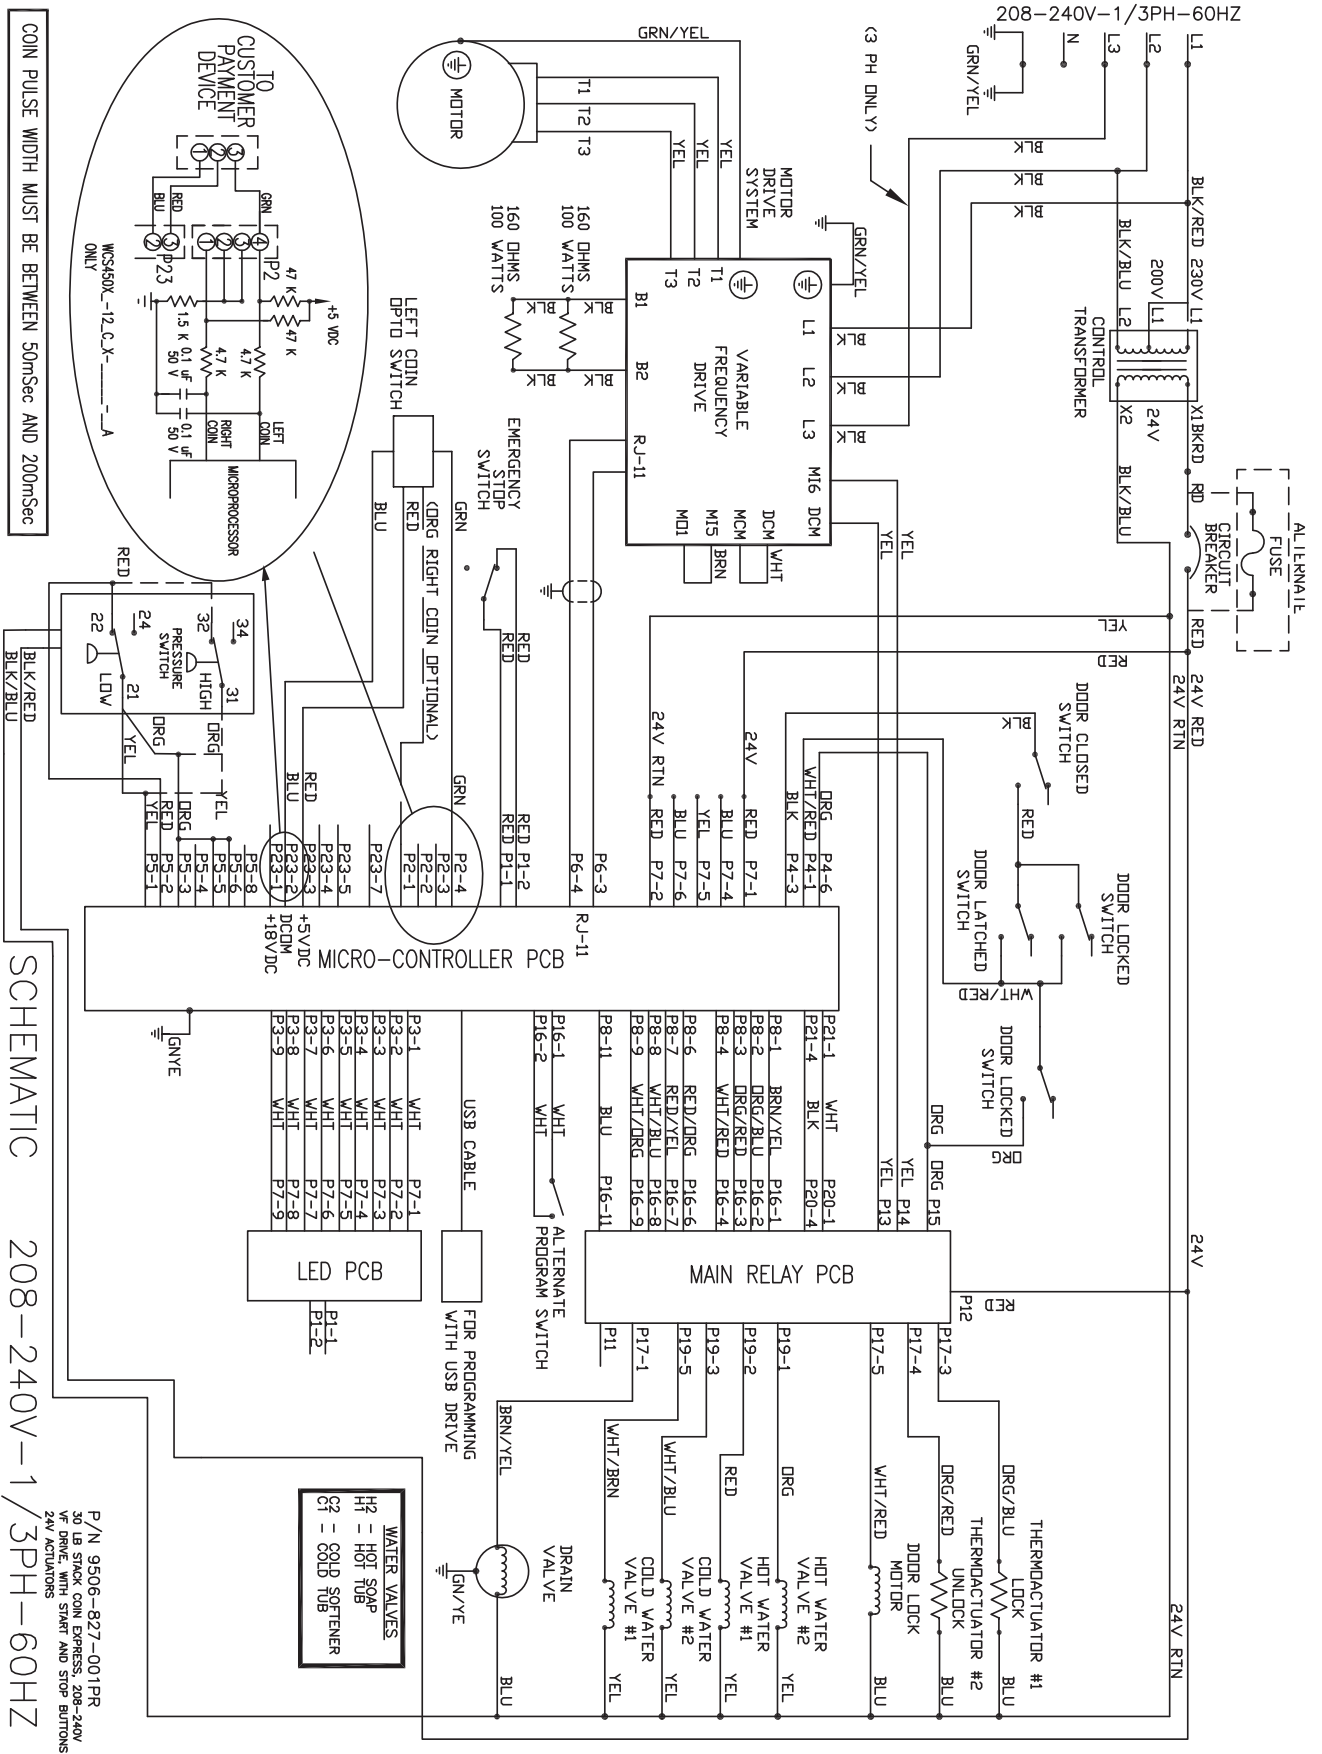 208-240V-1/3PH-60HZ
L1
L2
L3
N
GRN/YEL
(3 PH ONLY)
BLK
BLK
BLK
BLK/RED
230V
L1
200V
L1
BLK/BLU
L2
CONTROL
TRANSFORMER
X1
BKRD
24V
X2
BLK/BLU
RD
CIRCUIT
BREAKER
ALTERNATE
FUSE
RED
YEL
RED
24V RED
24V RTN
24V
24V RTN
GRN/YEL
MOTOR
T1
T2
T3
YEL
YEL
YEL
MOTOR
DRIVE
SYSTEM
GRN/YEL
T1
T2
T3
L1
L2
L3
BLK
BLK
BLK
VARIABLE
FREQUENCY
DRIVE
B1
B2
BLK
BLK
BLK
BLK
160 OHMS
100 WATTS
160 OHMS
100 WATTS
RJ-11
MI6
DCM
YEL
YEL
DCM
MCM
MI5
MO1
WHT
BRN
TO
CUSTOMER
PAYMENT
DEVICE
1
2
3
BLU
RED
GRN
2
3
P23
1
2
3
4
P2
47 K
47 K
+5 VDC
1.5 K
4.7 K
4.7 K
0.1 uF
50 V
0.1 uF
50 V
LEFT
COIN
RIGHT
COIN
MICROPROCESSOR
WCS450X_-12_C_X-_____-_A
ONLY
COIN PULSE WIDTH MUST BE BETWEEN 50mSec AND 200mSec
LEFT COIN
OPTO SWITCH
GRN
(ORG RIGHT COIN OPTIONAL)
RED
BLU
EMERGENCY
STOP
SWITCH
RED
RED
RED
34
32
31
HIGH
PRESSURE
SWITCH
24
22
21
LOW
BLK/RED
BLK/BLU
ORG
ORG
YEL
YEL
24V
24V RTN
DOOR CLOSED
SWITCH
BLK
RED
DOOR LATCHED
SWITCH
DOOR LOCKED
SWITCH
WHT/RED
DOOR LOCKED
SWITCH
ORG
ORG
ORG P4-6
WHT/RED P4-1
BLK P4-3
RED P7-1
BLU P7-4
YEL P7-5
BLU P7-6
RED P7-2
P6-3
P6-4
RED P1-2
RED P1-1
GRN P2-4
P2-3
P2-2
P2-1
P23-7
P23-5
P23-4
RED P23-3
BLU P23-2
P23-1
P5-8
P5-6
P5-5
P5-4
ORG P5-3
RED P5-2
YEL P5-1
RJ-11
MICRO-CONTROLLER PCB
+5VDC
DCOM
+18VDC
GNYE
P21-1 WHT P20-1
P21-4 BLK P20-4
P8-1 BRN/YEL P16-1
P8-2 ORG/BLU P16-2
P8-3 ORG/RED P16-3
P8-4 WHT/RED P16-4
P8-6 RED/ORG P16-6
P8-7 RED/YEL P16-7
P8-8 WHT/BLU P16-8
P8-9 WHT/ORG P16-9
P8-11 BLU P16-11
P16-1 WHT
P16-2 WHT
ALTERNATE
PROGRAM SWITCH
USB CABLE
FOR PROGRAMMING
WITH USB DRIVE
P3-1 WHT P7-1
P3-2 WHT P7-2
P3-3 WHT P7-3
P3-4 WHT P7-4
P3-5 WHT P7-5
P3-6 WHT P7-6
P3-7 WHT P7-7
P3-8 WHT P7-8
P3-9 WHT P7-9
LED PCB
P1-1
P1-2
ORG P15
YEL P14
YEL P13
MAIN RELAY PCB
P12
RED
P17-3
P17-4
P17-5
P19-1
P19-2
P19-3
P19-5
P17-1
P11
ORG/BLU
THERMOACTUATOR #1
LOCK
BLU
ORG/RED
THERMOACTUATOR #2
UNLOCK
BLU
WHT/RED
DOOR LOCK
MOTOR
BLU
ORG
HOT WATER
VALVE #2
YEL
RED
HOT WATER
VALVE #1
YEL
WHT/BLU
COLD WATER
VALVE #2
YEL
WHT/BRN
COLD WATER
VALVE #1
YEL
BRN/YEL
DRAIN
VALVE
GN/YE
BLU
WATER VALVES
H2 - HOT SOAP
H1 - HOT TUB
C2 - COLD SOFTENER
C1 - COLD TUB
SCHEMATIC 208-240V-1/3PH-60HZ
P/N 9506-827-001PR
30 LB STACK COIN EXPRESS, 208-240V
VF DRIVE, WITH START AND STOP BUTTONS
24V ACTUATORS